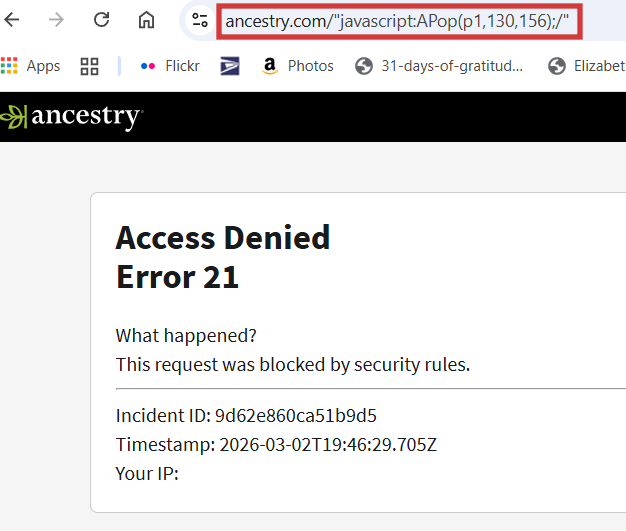 ancestry.com/"javascript:APop(p1,130,156);/"
Apps Flickr Photos 31-days-of-gratitud... Elizabet
ancestry
Access Denied
Error 21
What happened?
This request was blocked by security rules.
Incident ID: 9d62e860ca51b9d5
Timestamp: 2026-03-02T19:46:29.705Z
Your IP: